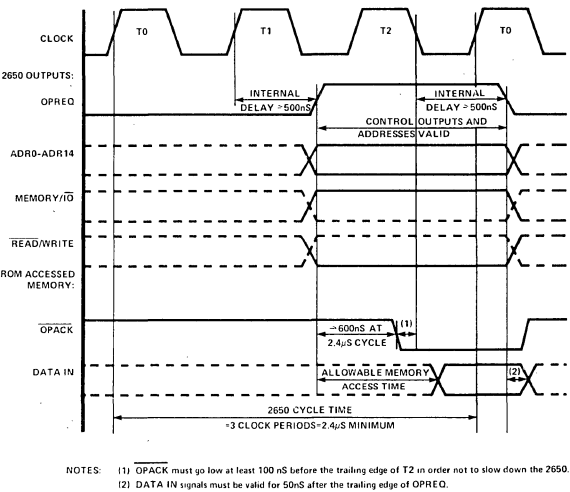 CLOCK
T0 T1 T2 T0
2650 OUTPUTS:
OPREQ
INTERNAL
DELAY ≈500nS
INTERNAL
DELAY ≈500nS
CONTROL OUTPUTS AND
ADDRESSES VALID
ADR0-ADR14
MEMORY/IO
READ/WRITE
ROM ACCESSED
MEMORY:
OPACK
≈600nS AT
2.4µS CYCLE
(1)
DATA IN
ALLOWABLE MEMORY
ACCESS TIME
(2)
2650 CYCLE TIME
=3 CLOCK PERIODS=2.4µS MINIMUM
NOTES: (1) OPACK must go low at least 100 nS before the trailing edge of T2 in order not to slow down the 2650.
(2) DATA IN signals must be valid for 50nS after the trailing edge of OPREQ.